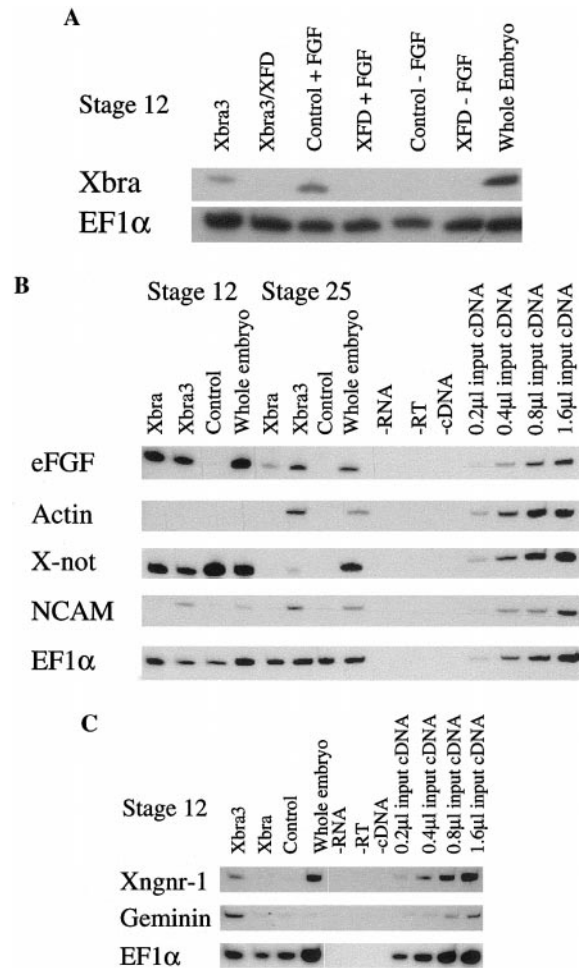 A
Stage 12
Xbra3
Xbra3/XFD
Control + FGF
XFD + FGF
Control - FGF
XFD - FGF
Whole Embryo
Xbra
EF1α
B
Stage 12 Stage 25
Xbra
Xbra3
Control
Whole embryo
Xbra
Xbra3
Control
Whole embryo
-RNA
-RT
-cDNA
0.2µl input cDNA
0.4µl input cDNA
0.8µl input cDNA
1.6µl input cDNA
eFGF
Actin
X-not
NCAM
EF1α
C
Stage 12
Xbra3
Xbra
Control
Whole embryo
-RNA
-RT
-cDNA
0.2µl input cDNA
0.4µl input cDNA
0.8µl input cDNA
1.6µl input cDNA
Xngnr-1
Geminin
EF1α